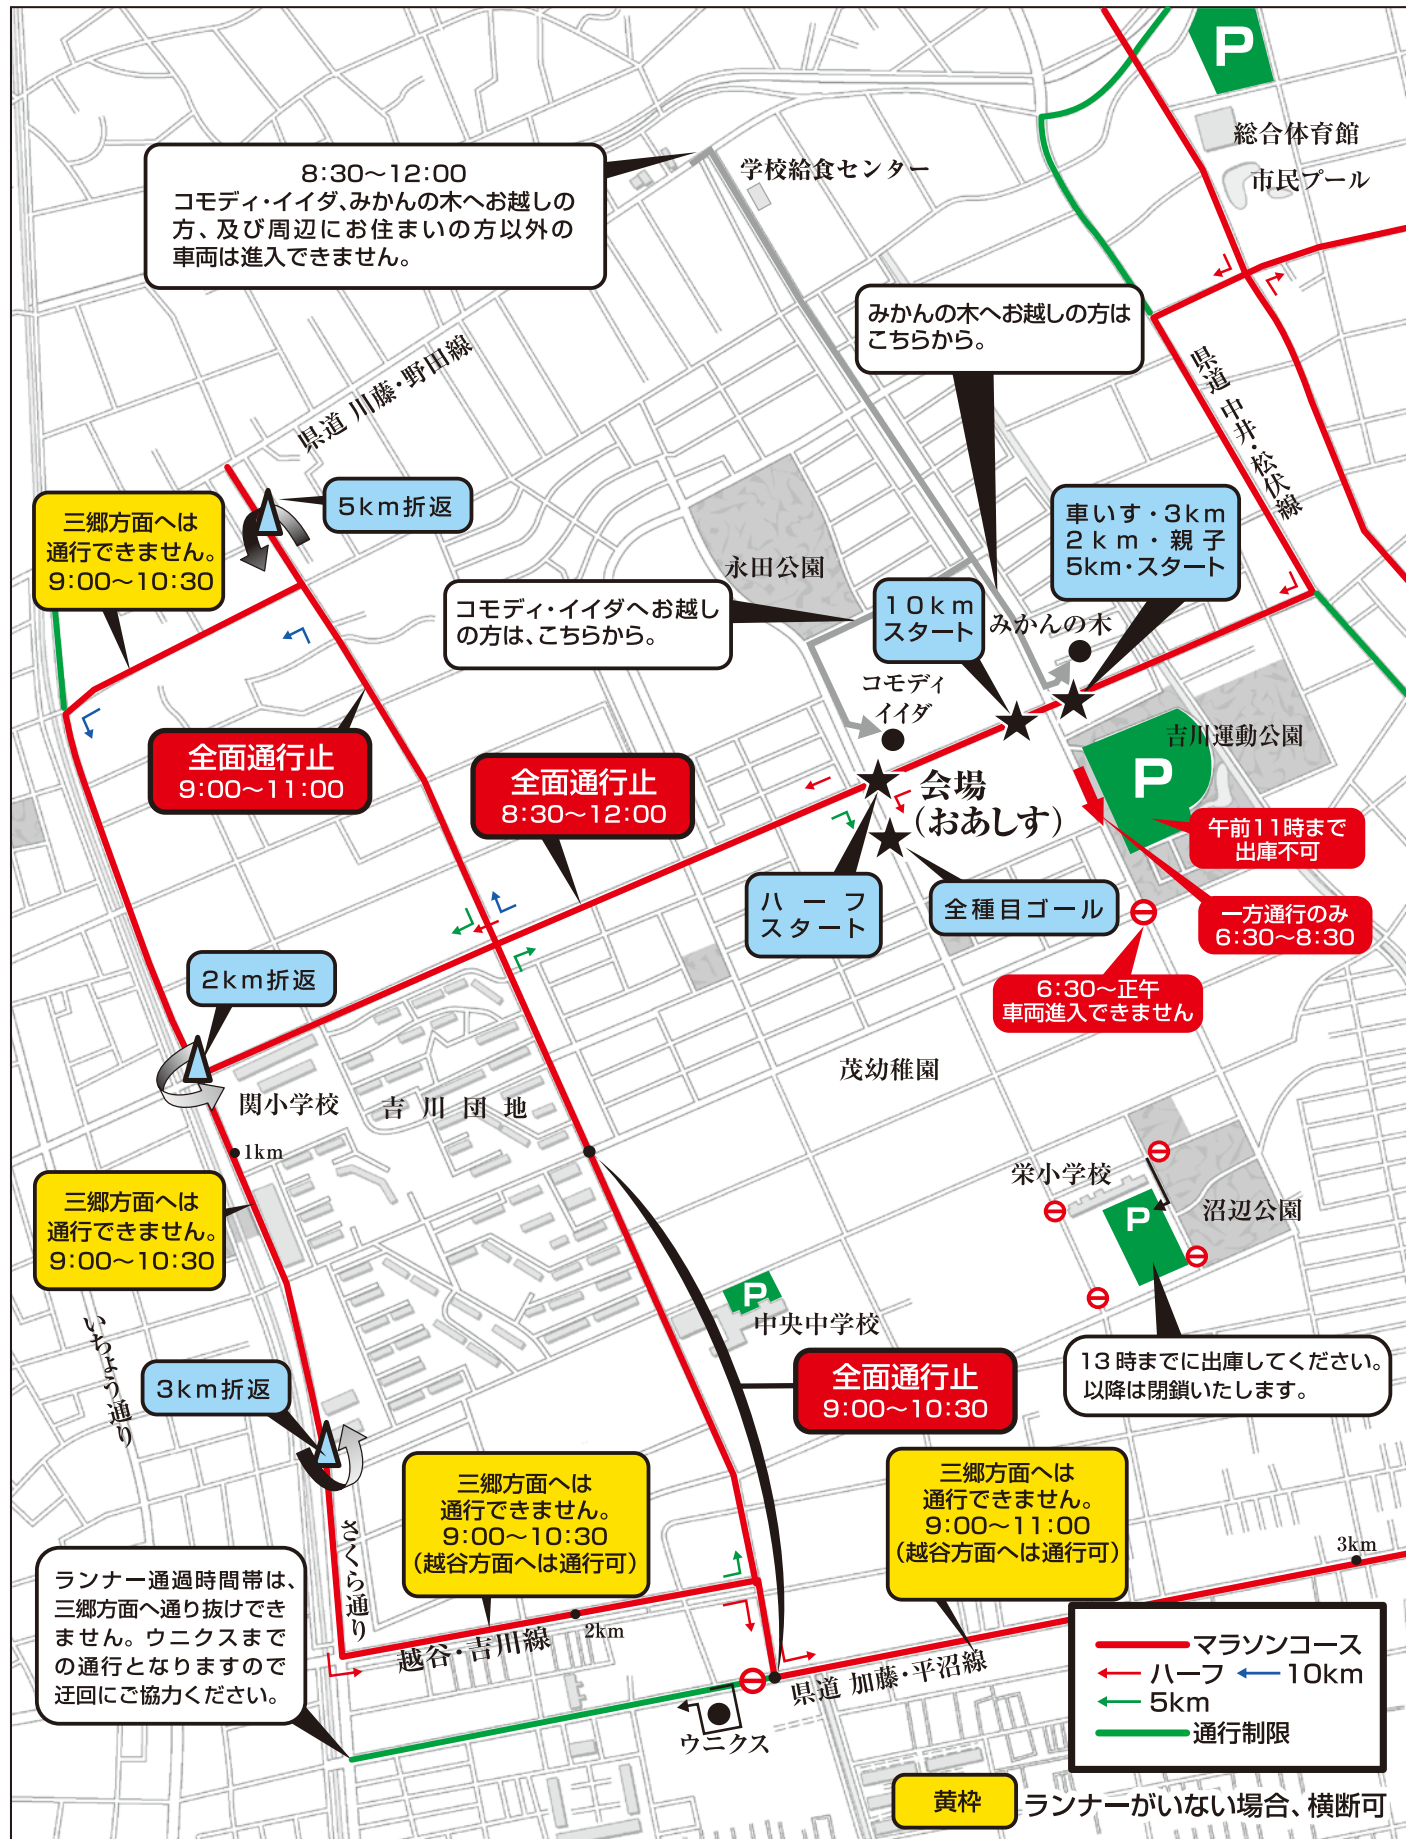 P
総合体育館
市民プール
8:30〜12:00
コモディ・イイダ、みかんの木へお越しの
方、及び周辺にお住まいの方以外の
車両は進入できません。
学校給食センター
みかんの木へお越しの方は
こちらから。
県道 川藤・野田線
県道 中井・松伏線
三郷方面へは
通行できません。
9:00〜10:30
5km折返
永田公園
コモディ・イイダへお越し
の方は、こちらから。
車いす・3km
2km・親子
5km・スタート
10km
スタート
みかんの木
コモディ
イイダ
吉川運動公園
P
全面通行止
9:00〜11:00
全面通行止
8:30〜12:00
会場
(おあしす)
午前11時まで
出庫不可
ハーフ
スタート
全種目ゴール
一方通行のみ
6:30〜8:30
6:30〜正午
車両進入できません
2km折返
関小学校
吉川団地
茂幼稚園
1km
三郷方面へは
通行できません。
9:00〜10:30
栄小学校
沼辺公園
P
P
中央中学校
いちょう通り
3km折返
全面通行止
9:00〜10:30
13時までに出庫してください。
以降は閉鎖いたします。
三郷方面へは
通行できません。
9:00〜10:30
(越谷方面へは通行可)
三郷方面へは
通行できません。
9:00〜11:00
(越谷方面へは通行可)
さくら通り
3km
ランナー通過時間帯は、
三郷方面へ通り抜けでき
ません。ウニクスまで
の通行となりますので
迂回にご協力ください。
越谷・吉川線
2km
県道 加藤・平沼線
ウニクス
マラソンコース
ハーフ
10km
5km
通行制限
黄枠
ランナーがいない場合、横断可